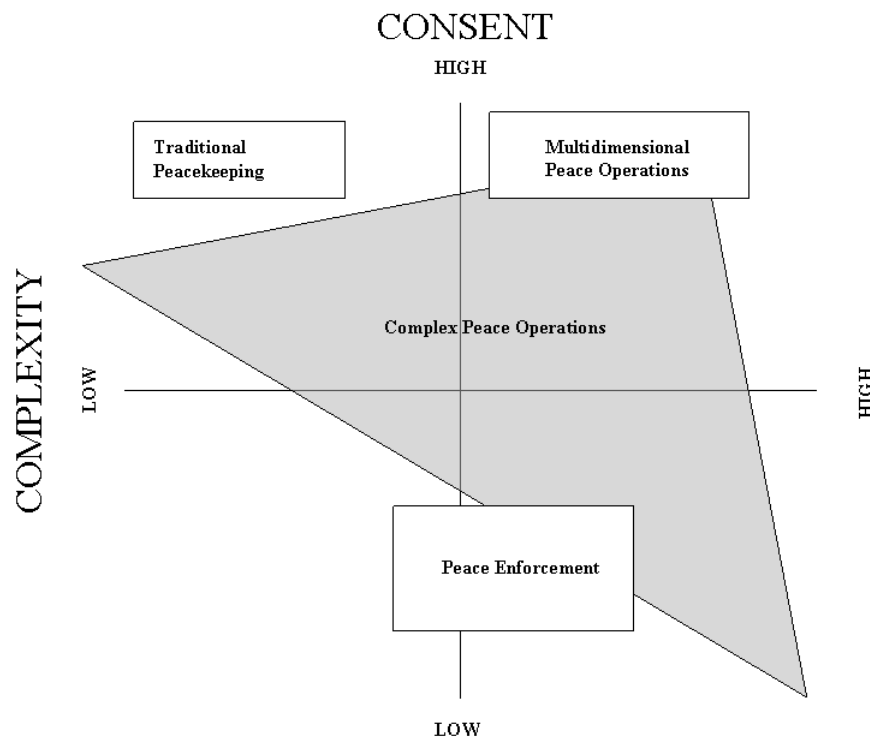 CONSENT
HIGH
Traditional
Peacekeeping
Multidimensional
Peace Operations
Complex Peace Operations
COMPLEXITY
LOW
HIGH
Peace Enforcement
LOW